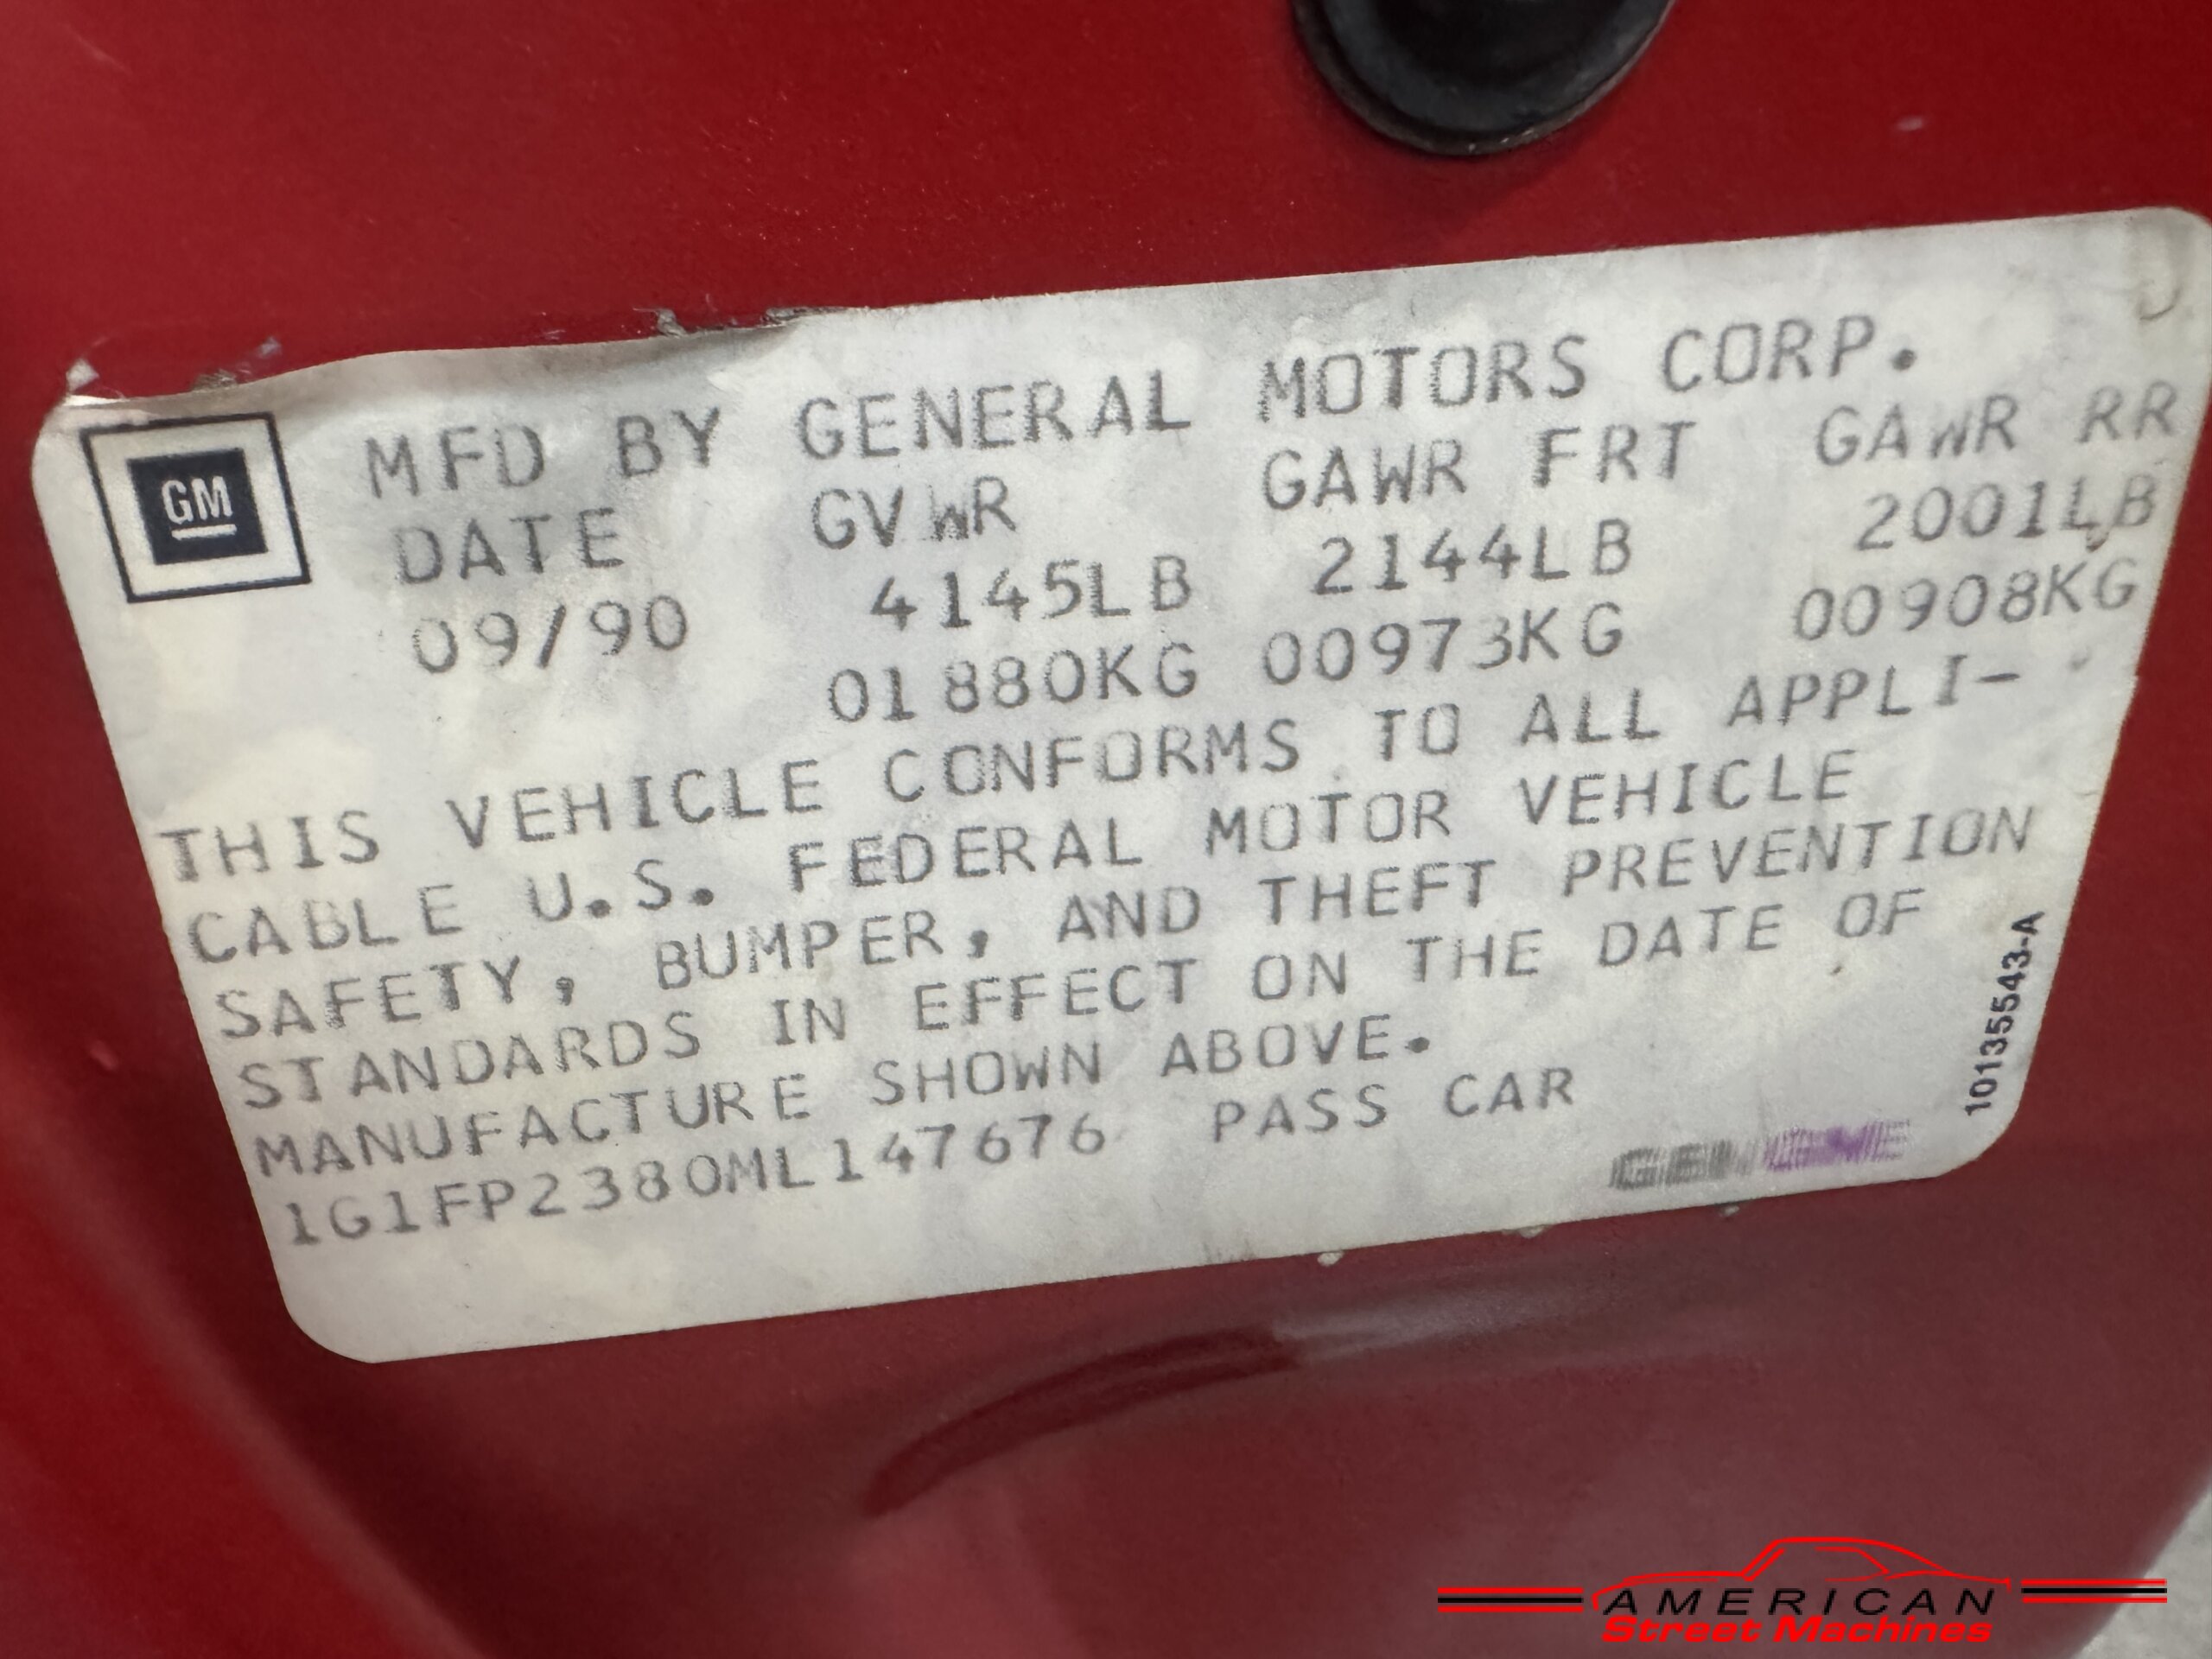 GM
MFD BY GENERAL MOTORS CORP.
DATE GVWR GAWR FRT GAWR RR
09/90 4145LB 2144LB 2001LB
01880KG 00973KG 00908KG
THIS VEHICLE CONFORMS TO ALL APPLI-
CABLE U.S. FEDERAL MOTOR VEHICLE
SAFETY, BUMPER, AND THEFT PREVENTION
STANDARDS IN EFFECT ON THE DATE OF
MANUFACTURE SHOWN ABOVE.
1G1FP2380ML147676 PASS CAR
10135543-A
AMERICAN
Street Machines